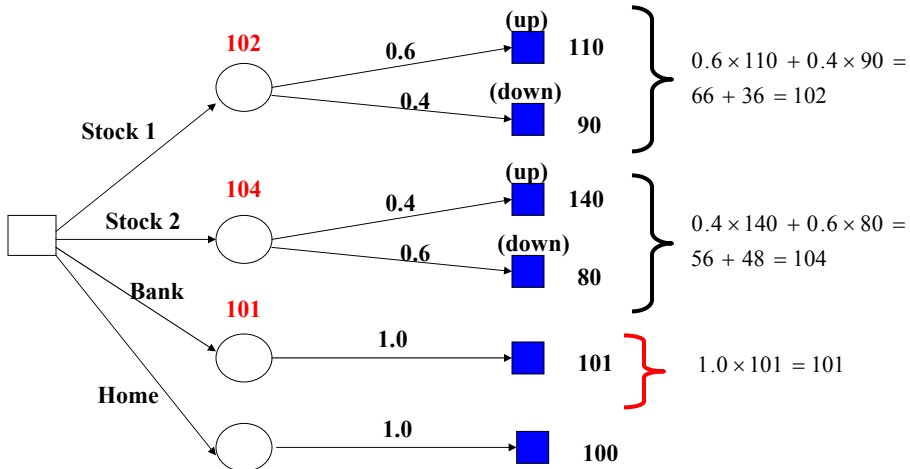 (up)
102
0.6
110
0.6 × 110 + 0.4 × 90 =
66 + 36 = 102
(down)
0.4
90
Stock 1
(up)
104
0.4
140
0.4 × 140 + 0.6 × 80 =
56 + 48 = 104
Stock 2
(down)
0.6
80
Bank
101
1.0
101
1.0 × 101 = 101
Home
1.0
100